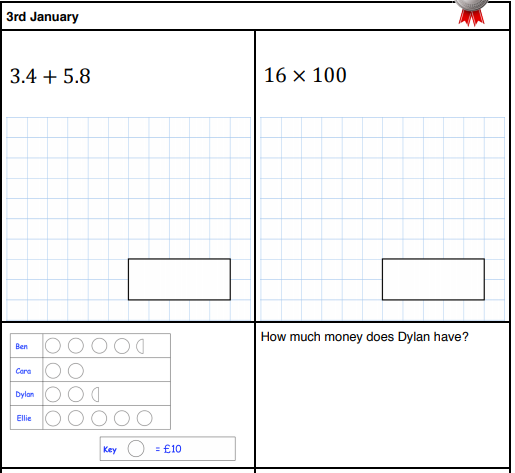 3rd January
3.4 + 5.8
16 × 100
Ben
Cara
Dylan
Ellie
Key = £10
How much money does Dylan have?